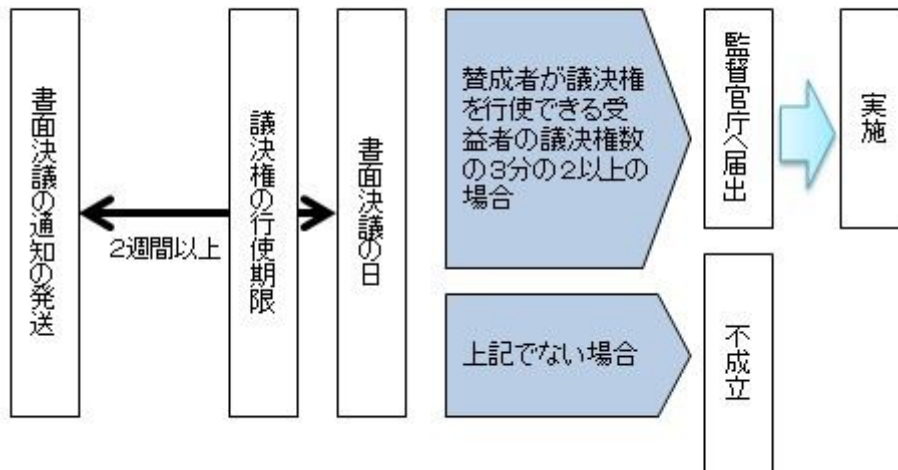 書面決議の通知の発送
２週間以上
議決権の行使期限
書面決議の日
賛成者が議決権
を行使できる受
益者の議決権数
の３分の２以上の
場合
監督官庁へ届出
実施
上記でない場合
不成立